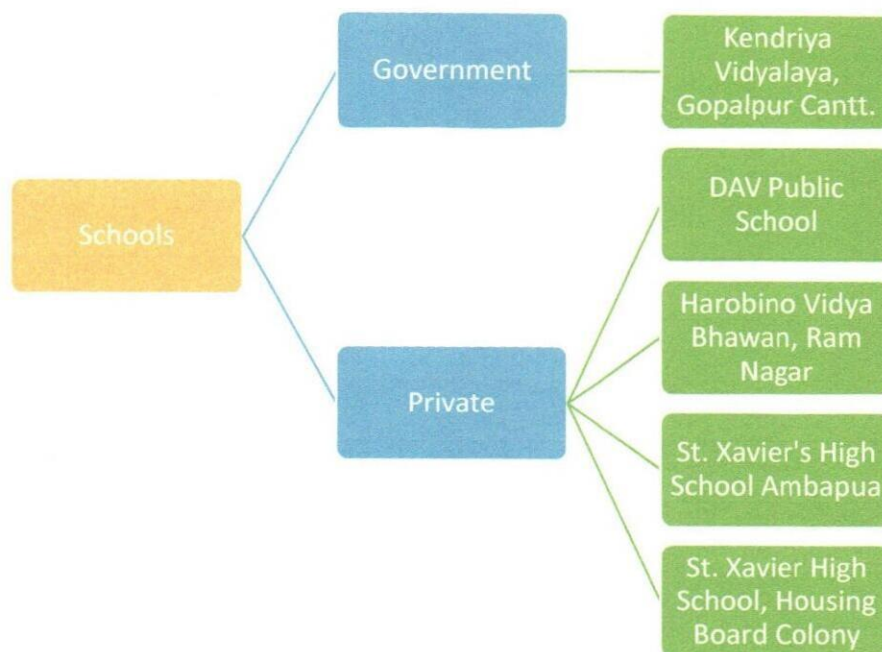 Schools
Government
Private
Kendriya
Vidyalaya,
Gopalpur Cantt.
DAV Public
School
Harobino Vidya
Bhawan, Ram
Nagar
St. Xavier's High
School Ambapua
St. Xavier High
School, Housing
Board Colony